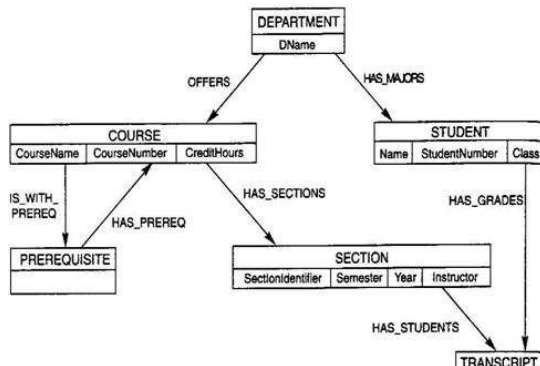 DEPARTMENT
DName
OFFERS
HAS_MAJORS
COURSE
CourseName CourseNumber CreditHours
STUDENT
Name StudentNumber Class
IS_WITH_
PREREQ
HAS_PREREQ
HAS_SECTIONS
HAS_GRADES
PREREQUISITE
SECTION
SectionIdentifier Semester Year Instructor
HAS_STUDENTS
TRANSCRIPT